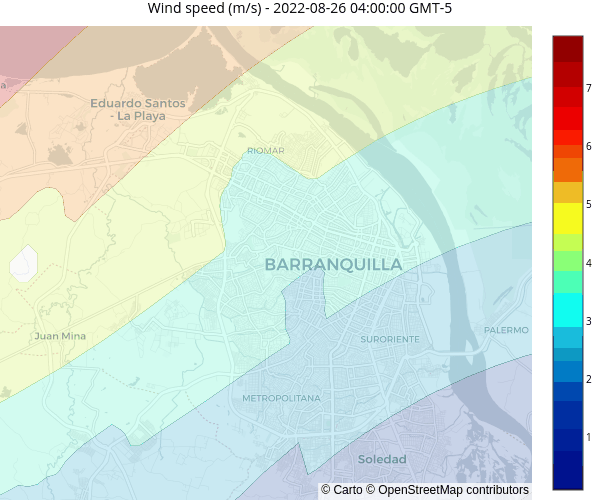 Wind speed (m/s) - 2022-08-26 04:00:00 GMT-5
a
Eduardo Santos
- La Playa
RIOMAR
BARRANQUILLA
Juan Mina
SURORIENTE
PALERMO
METROPOLITANA
Soledad
© Carto © OpenStreetMap contributors
7
6
5
4
3
2
1